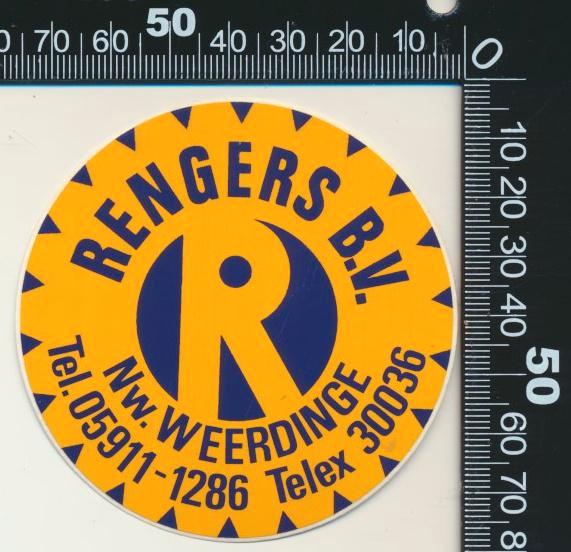 70 60 50 40 30 20 10 0
10 20 30 40 50 60 70 8
RENGERS B.V.
R
Nw. WEERDINGE
Tel. 05911-1286 Telex 30036